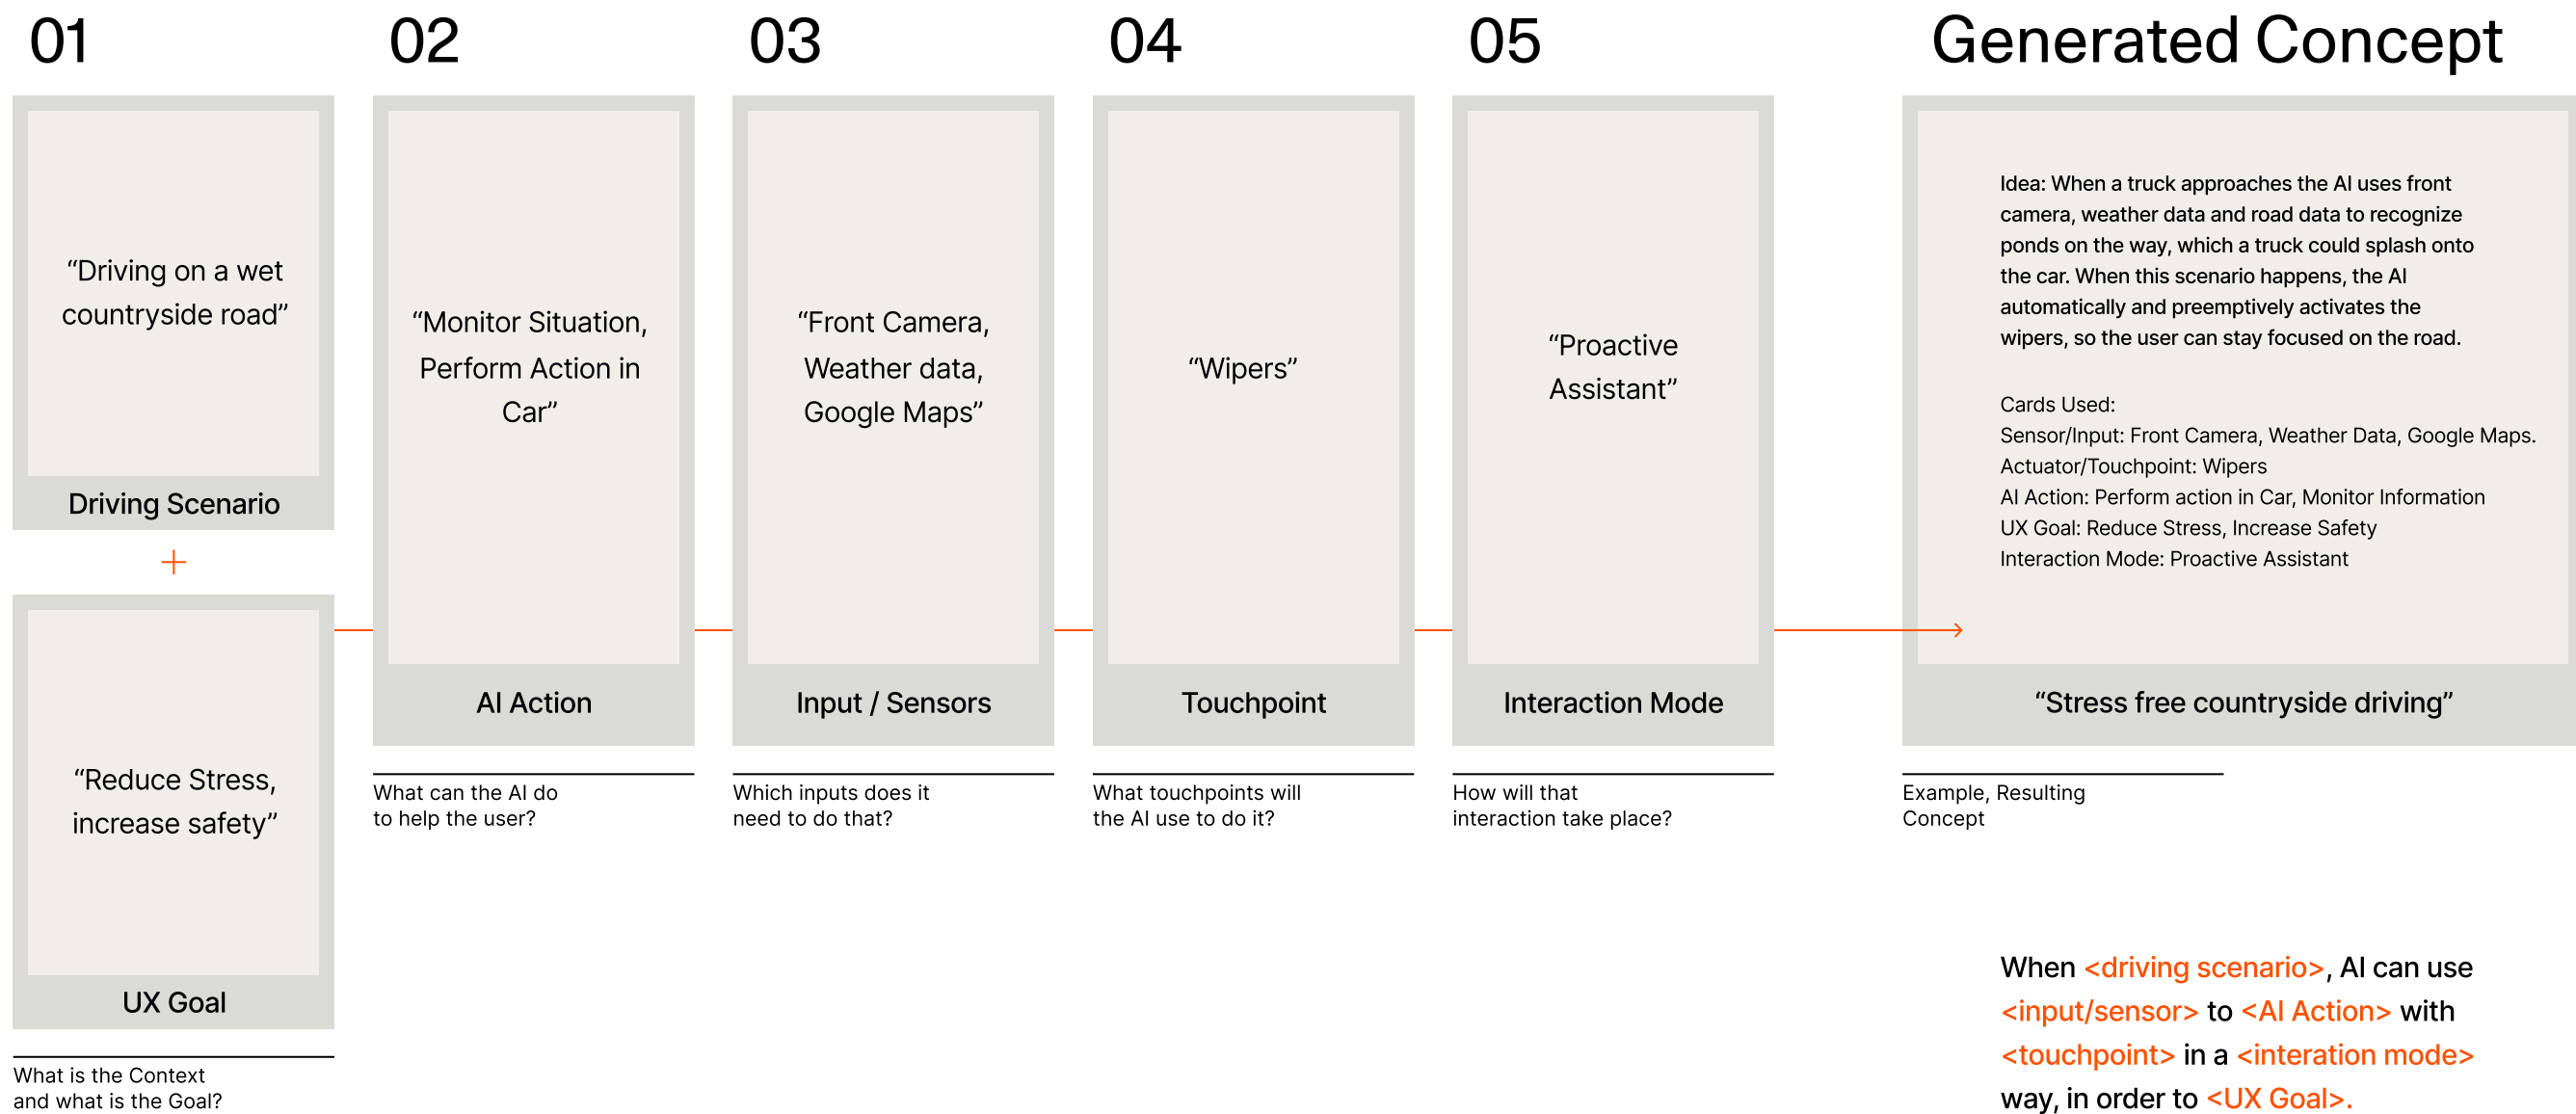 01
“Driving on a wet
countryside road”
Driving Scenario
+
“Reduce Stress,
increase safety”
UX Goal
What is the Context
and what is the Goal?
02
“Monitor Situation,
Perform Action in
Car”
AI Action
What can the AI do
to help the user?
03
“Front Camera,
Weather data,
Google Maps”
Input / Sensors
Which inputs does it
need to do that?
04
“Wipers”
Touchpoint
What touchpoints will
the AI use to do it?
05
“Proactive
Assistant”
Interaction Mode
How will that
interaction take place?
Generated Concept
Idea: When a truck approaches the AI uses front
camera, weather data and road data to recognize
ponds on the way, which a truck could splash onto
the car. When this scenario happens, the AI
automatically and preemptively activates the
wipers, so the user can stay focused on the road.
Cards Used:
Sensor/Input: Front Camera, Weather Data, Google Maps.
Actuator/Touchpoint: Wipers
AI Action: Perform action in Car, Monitor Information
UX Goal: Reduce Stress, Increase Safety
Interaction Mode: Proactive Assistant
“Stress free countryside driving”
Example, Resulting
Concept
When <driving scenario>, AI can use
<input/sensor> to <AI Action> with
<touchpoint> in a <interation mode>
way, in order to <UX Goal>.